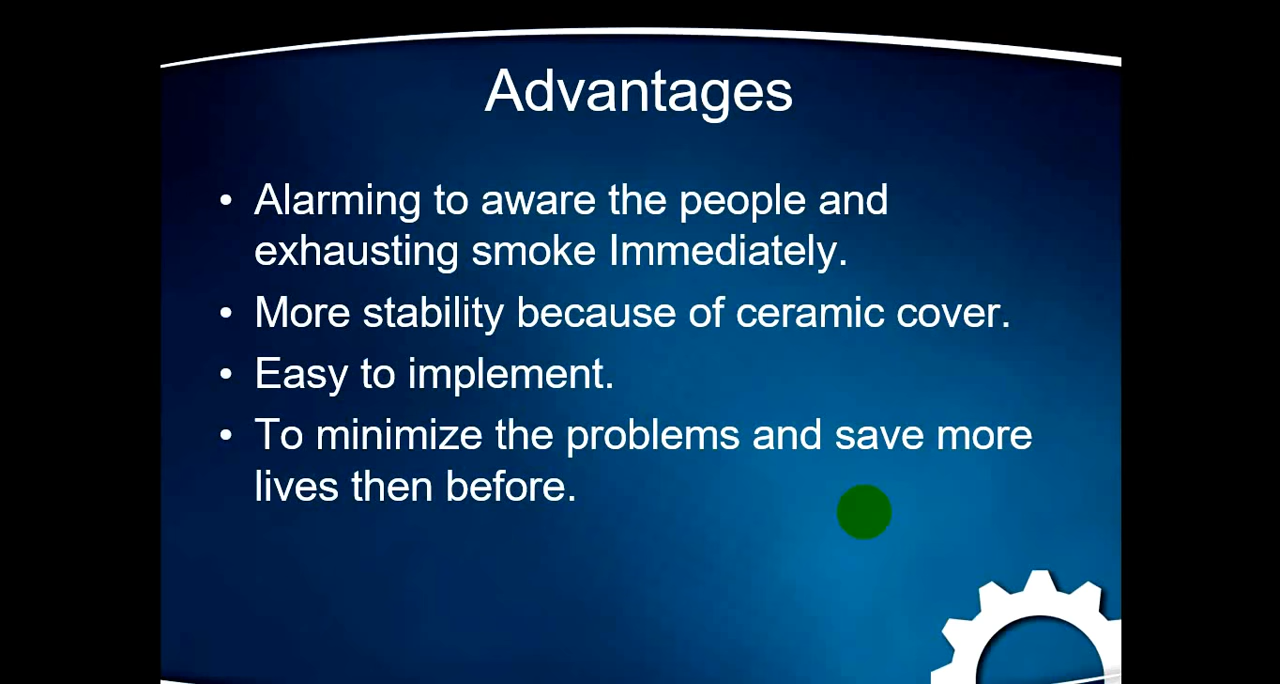 Advantages
• Alarming to aware the people and
exhausting smoke Immediately.
• More stability because of ceramic cover.
• Easy to implement.
• To minimize the problems and save more
lives then before.